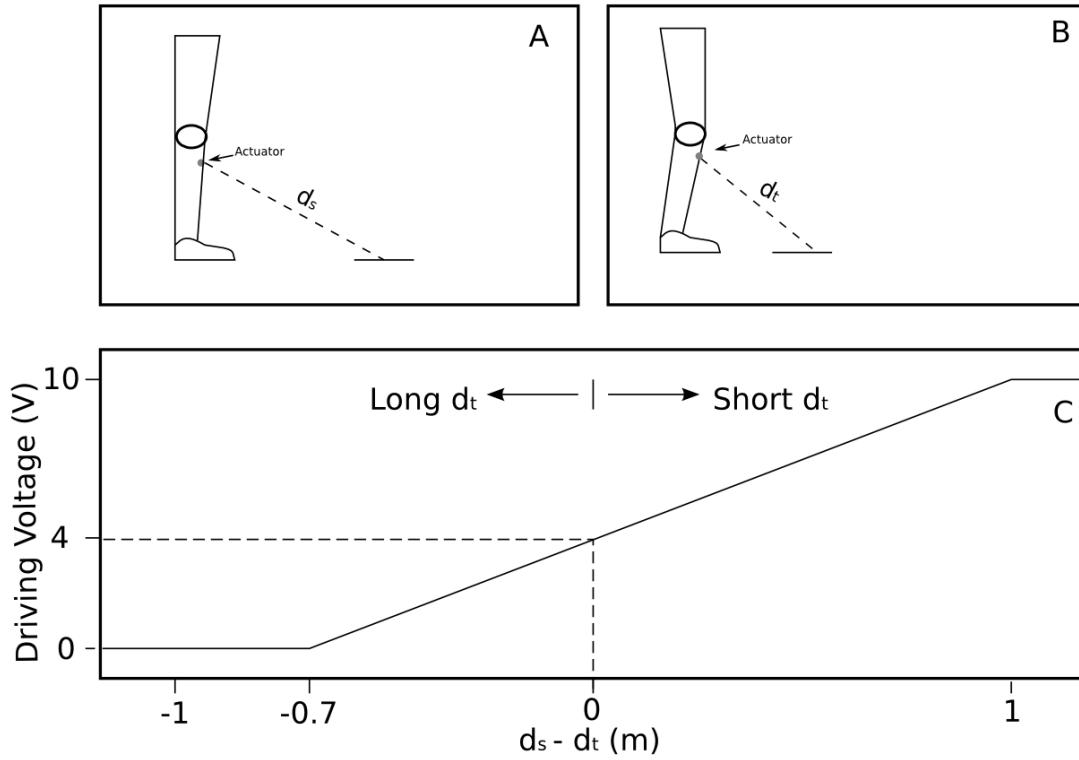 A
Actuator
ds
B
Actuator
dt
C
Long dt
Short dt
Driving Voltage (V)
10
4
0
-1
-0.7
0
1
ds - dt (m)